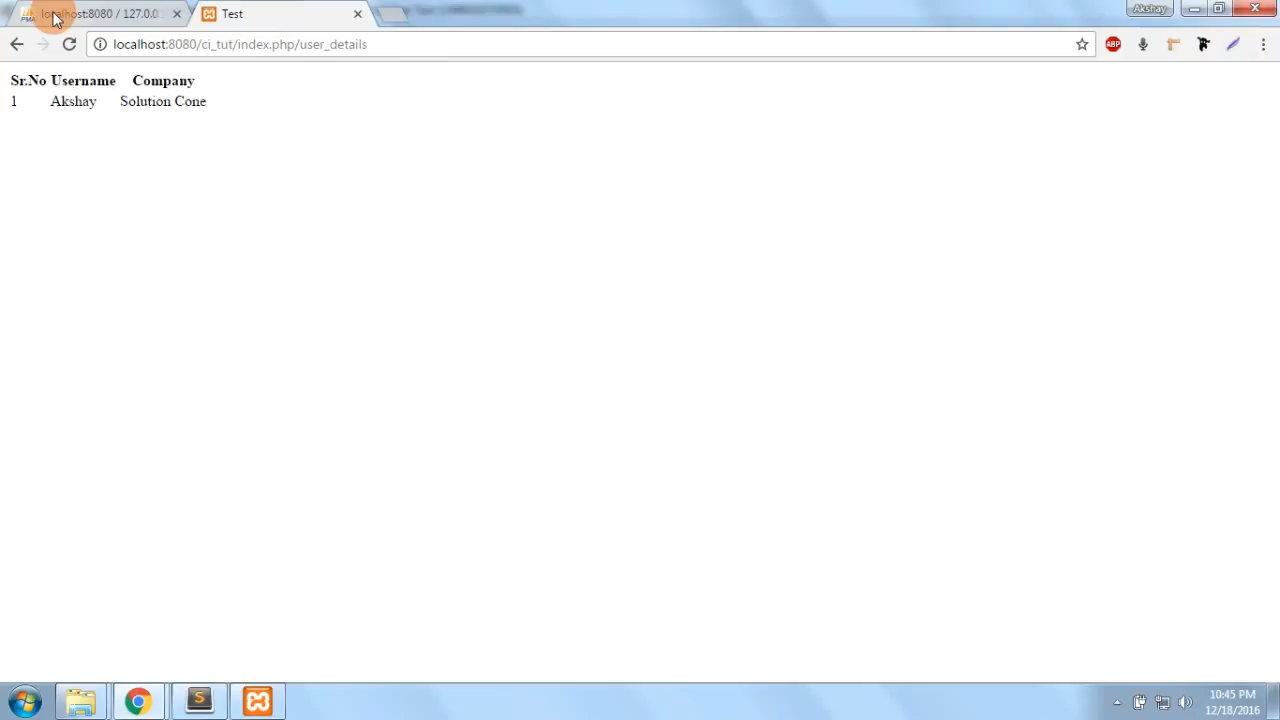 localhost:8080 / 127.0.0.
Test
Akshay
localhost:8080/ci_tut/index.php/user_details
ABP
Sr.No Username Company
1 Akshay Solution Cone
10:45 PM
12/18/2016